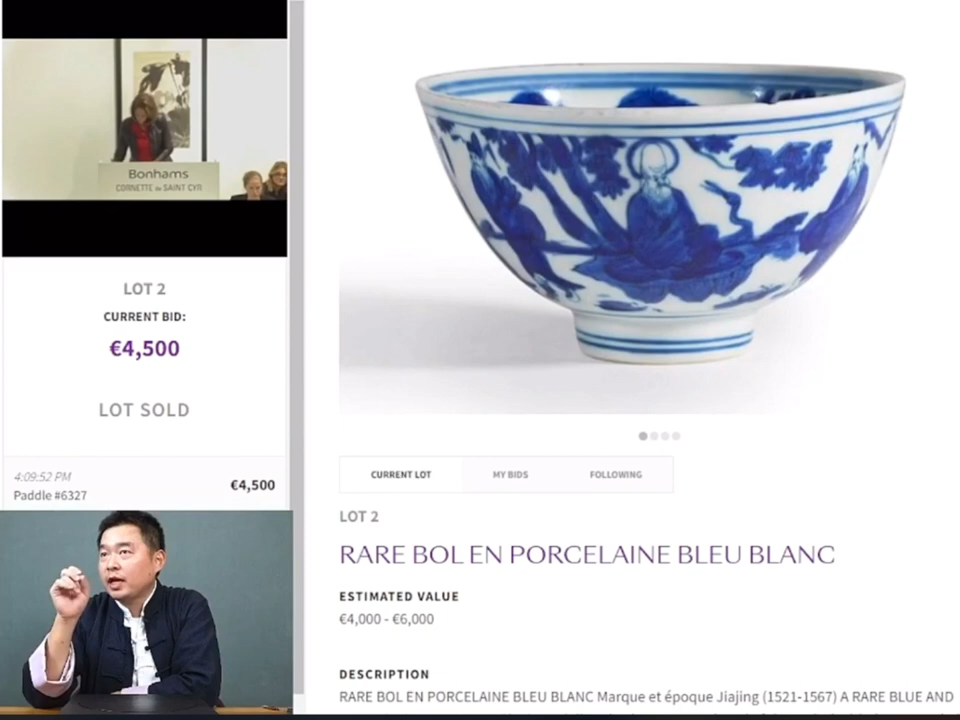 Bonhams
CORNETTE de SAINT CYR
LOT 2
CURRENT BID:
€4,500
LOT SOLD
4:09:52 PM
Paddle #6327
€4,500
CURRENT LOT
MY BIDS
FOLLOWING
LOT 2
RARE BOL EN PORCELAINE BLEU BLANC
ESTIMATED VALUE
€4,000 - €6,000
DESCRIPTION
RARE BOL EN PORCELAINE BLEU BLANC Marque et époque Jiajing (1521-1567) A RARE BLUE AND